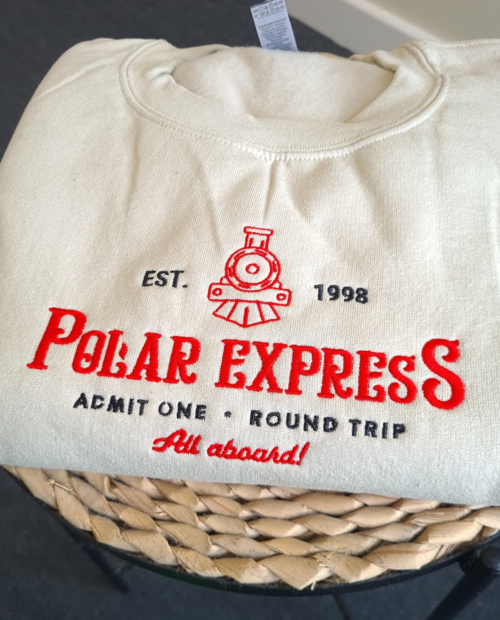 EST. 1998
POLAR EXPRESS
ADMIT ONE • ROUND TRIP
All aboard!